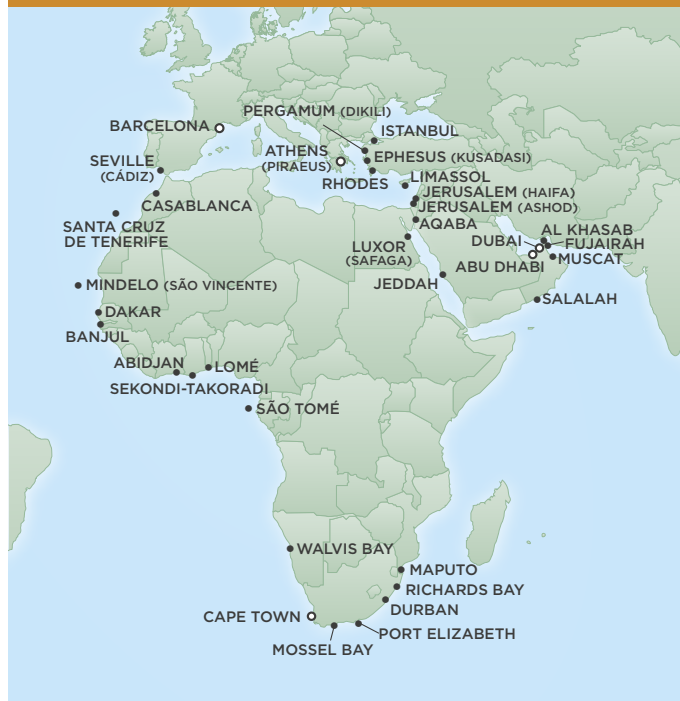 PERGAMUM (DIKILI)
BARCELONA
ISTANBUL
ATHENS
(PIRAEUS)
EPHESUS (KUSADASI)
SEVILLE
(CÁDIZ)
RHODES
LIMASSOL
JERUSALEM (HAIFA)
CASABLANCA
JERUSALEM (ASHOD)
AQABA
SANTA CRUZ
DE TENERIFE
LUXOR
(SAFAGA)
AL KHASAB
DUBAI
FUJAIRAH
MUSCAT
ABU DHABI
JEDDAH
MINDELO (SÃO VINCENTE)
SALALAH
DAKAR
BANJUL
ABIDJAN
LOMÉ
SEKONDI-TAKORADI
SÃO TOMÉ
WALVIS BAY
MAPUTO
RICHARDS BAY
DURBAN
CAPE TOWN
PORT ELIZABETH
MOSSEL BAY